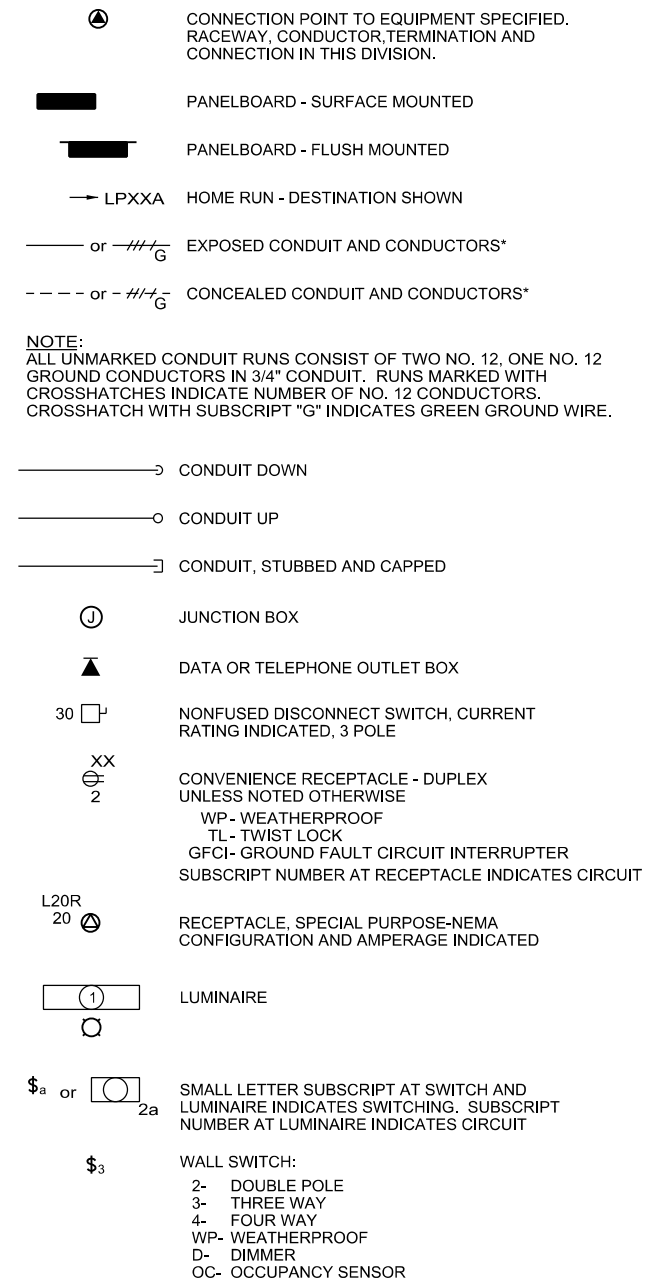 CONNECTION POINT TO EQUIPMENT SPECIFIED.
RACEWAY, CONDUCTOR,TERMINATION AND
CONNECTION IN THIS DIVISION.
PANELBOARD - SURFACE MOUNTED
PANELBOARD - FLUSH MOUNTED
LPXXA HOME RUN - DESTINATION SHOWN
or G EXPOSED CONDUIT AND CONDUCTORS*
or G CONCEALED CONDUIT AND CONDUCTORS*
NOTE:
ALL UNMARKED CONDUIT RUNS CONSIST OF TWO NO. 12, ONE NO. 12
GROUND CONDUCTORS IN 3/4" CONDUIT. RUNS MARKED WITH
CROSSHATCHES INDICATE NUMBER OF NO. 12 CONDUCTORS.
CROSSHATCH WITH SUBSCRIPT "G" INDICATES GREEN GROUND WIRE.
CONDUIT DOWN
CONDUIT UP
CONDUIT, STUBBED AND CAPPED
J JUNCTION BOX
DATA OR TELEPHONE OUTLET BOX
30 NONFUSED DISCONNECT SWITCH, CURRENT
RATING INDICATED, 3 POLE
XX
CONVENIENCE RECEPTACLE - DUPLEX
2 UNLESS NOTED OTHERWISE
WP- WEATHERPROOF
TL- TWIST LOCK
GFCI- GROUND FAULT CIRCUIT INTERRUPTER
SUBSCRIPT NUMBER AT RECEPTACLE INDICATES CIRCUIT
L20R
20 RECEPTACLE, SPECIAL PURPOSE-NEMA
CONFIGURATION AND AMPERAGE INDICATED
1 LUMINAIRE
$a or 2a SMALL LETTER SUBSCRIPT AT SWITCH AND
LUMINAIRE INDICATES SWITCHING. SUBSCRIPT
NUMBER AT LUMINAIRE INDICATES CIRCUIT
$3 WALL SWITCH:
2- DOUBLE POLE
3- THREE WAY
4- FOUR WAY
WP- WEATHERPROOF
D- DIMMER
OC- OCCUPANCY SENSOR